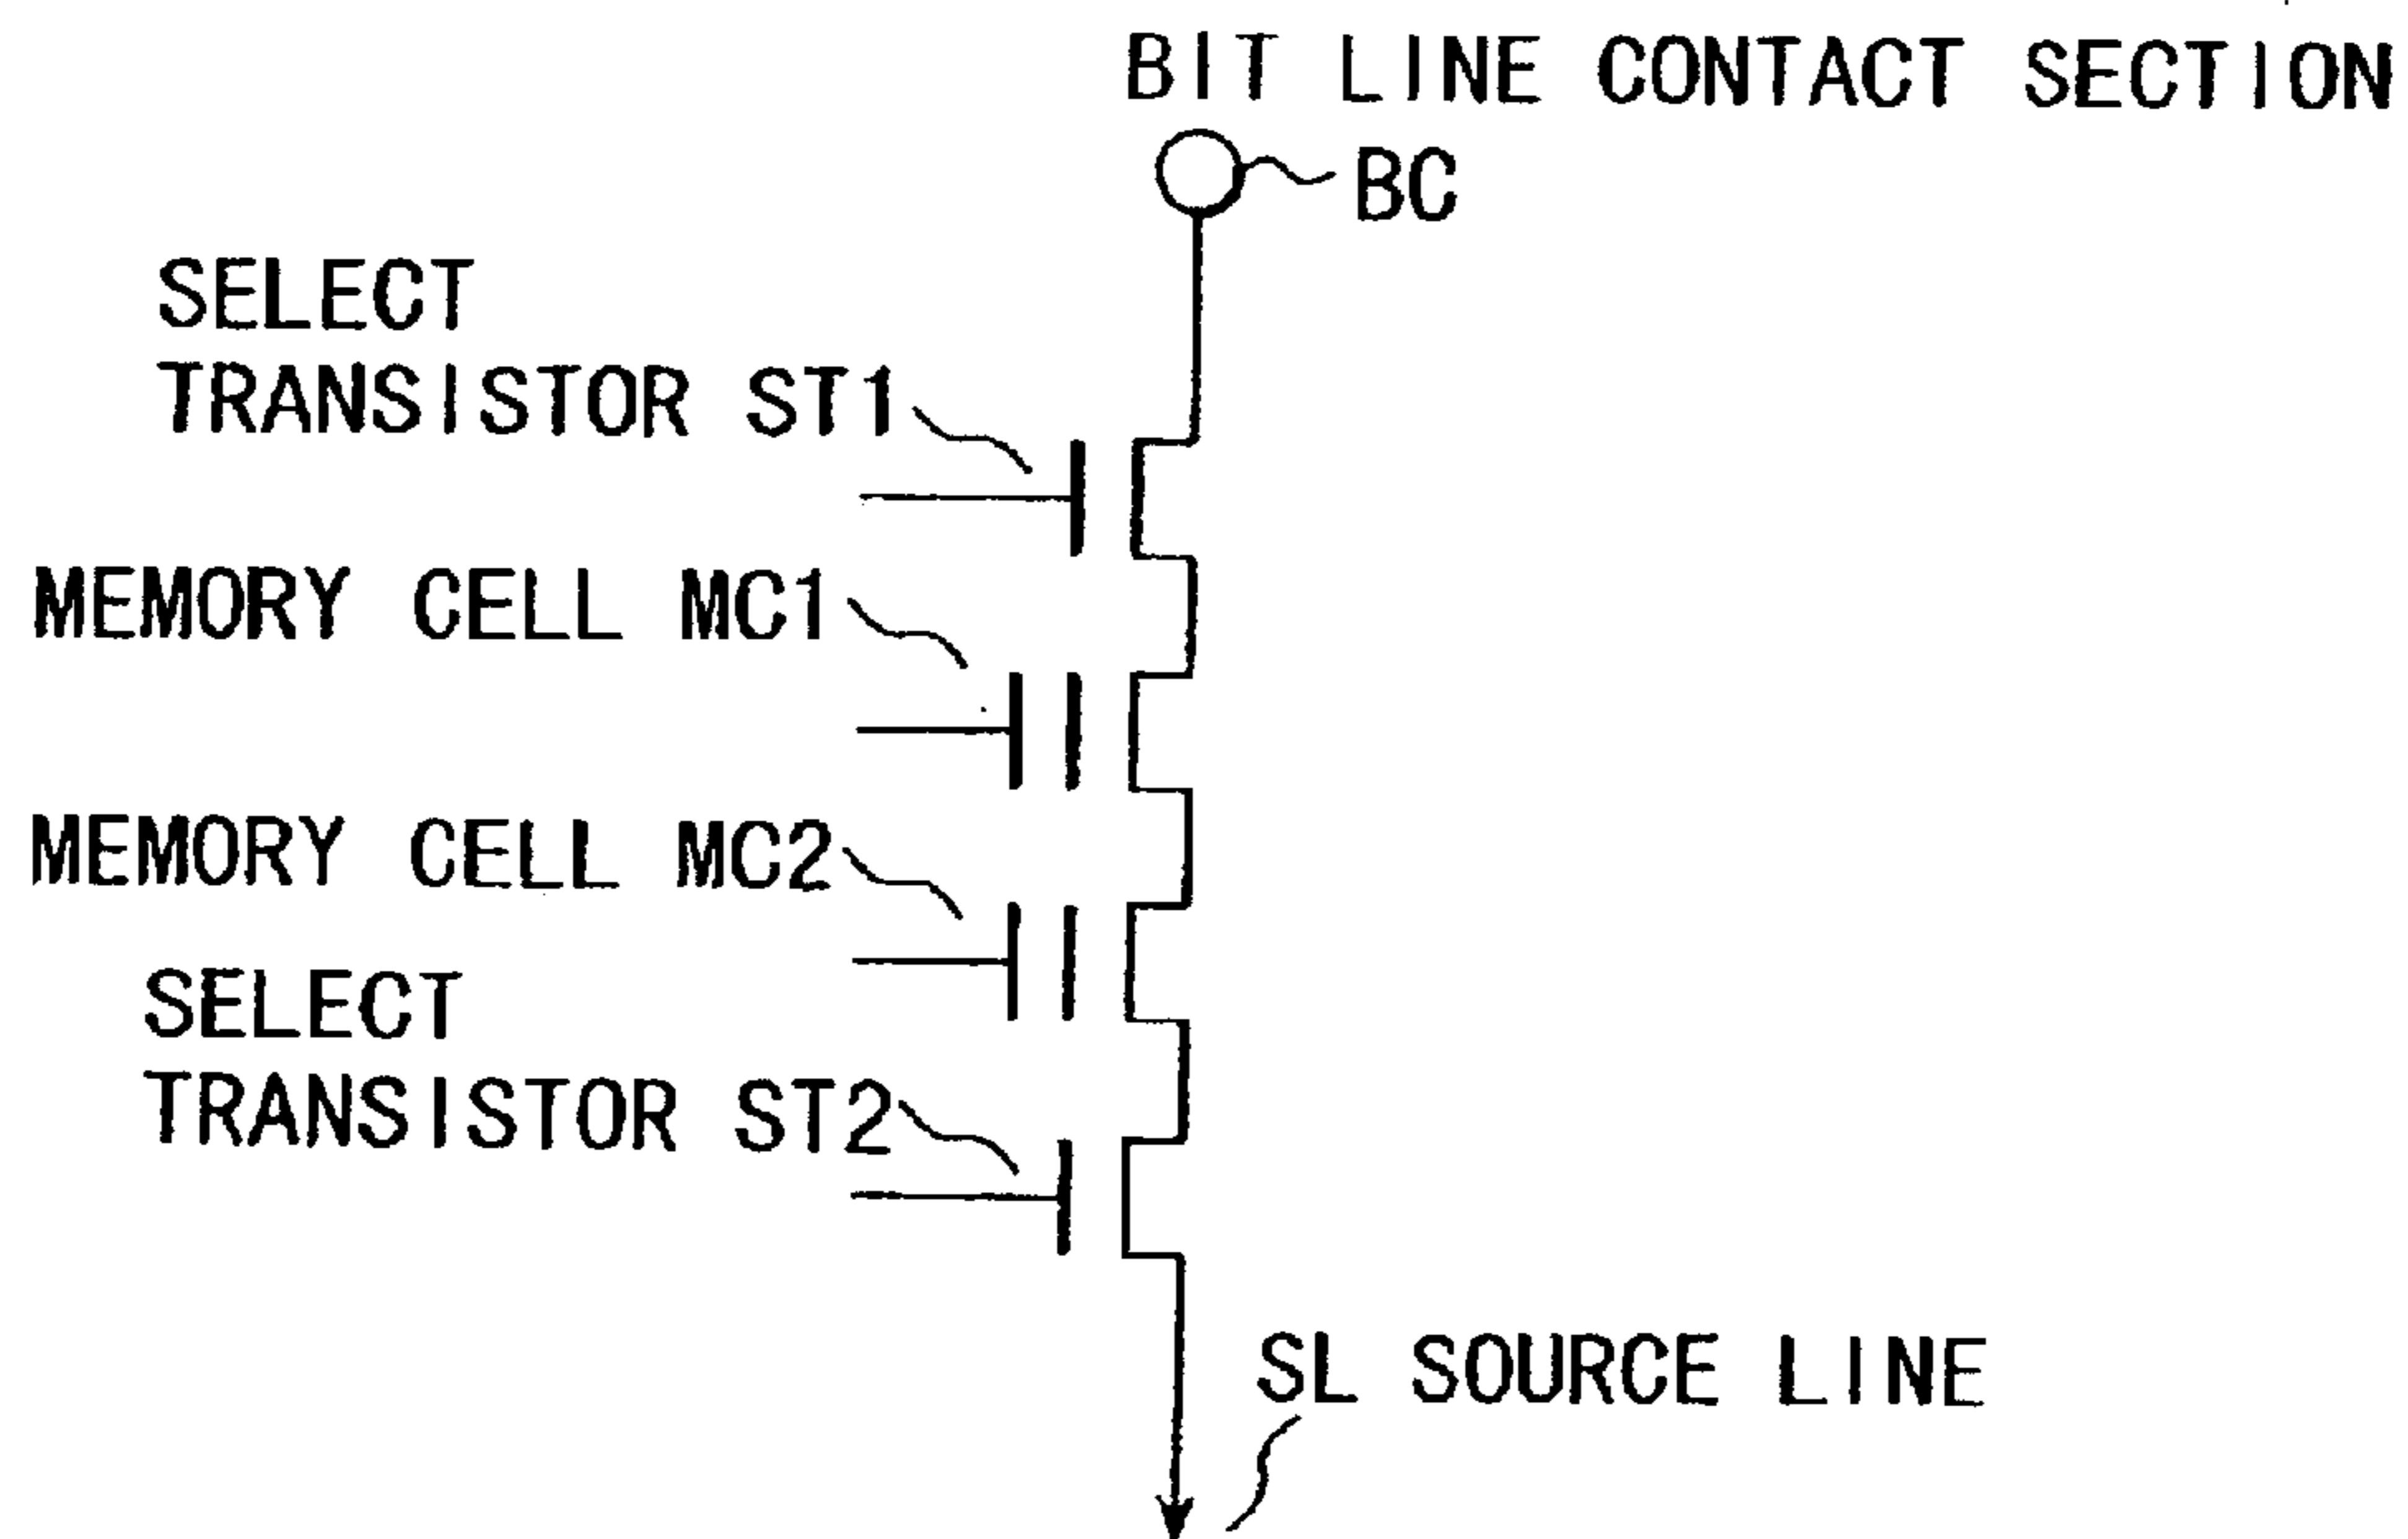 BIT LINE CONTACT SECTION
BC
SELECT
TRANSISTOR ST1
MEMORY CELL MC1
MEMORY CELL MC2
SELECT
TRANSISTOR ST2
SL SOURCE LINE